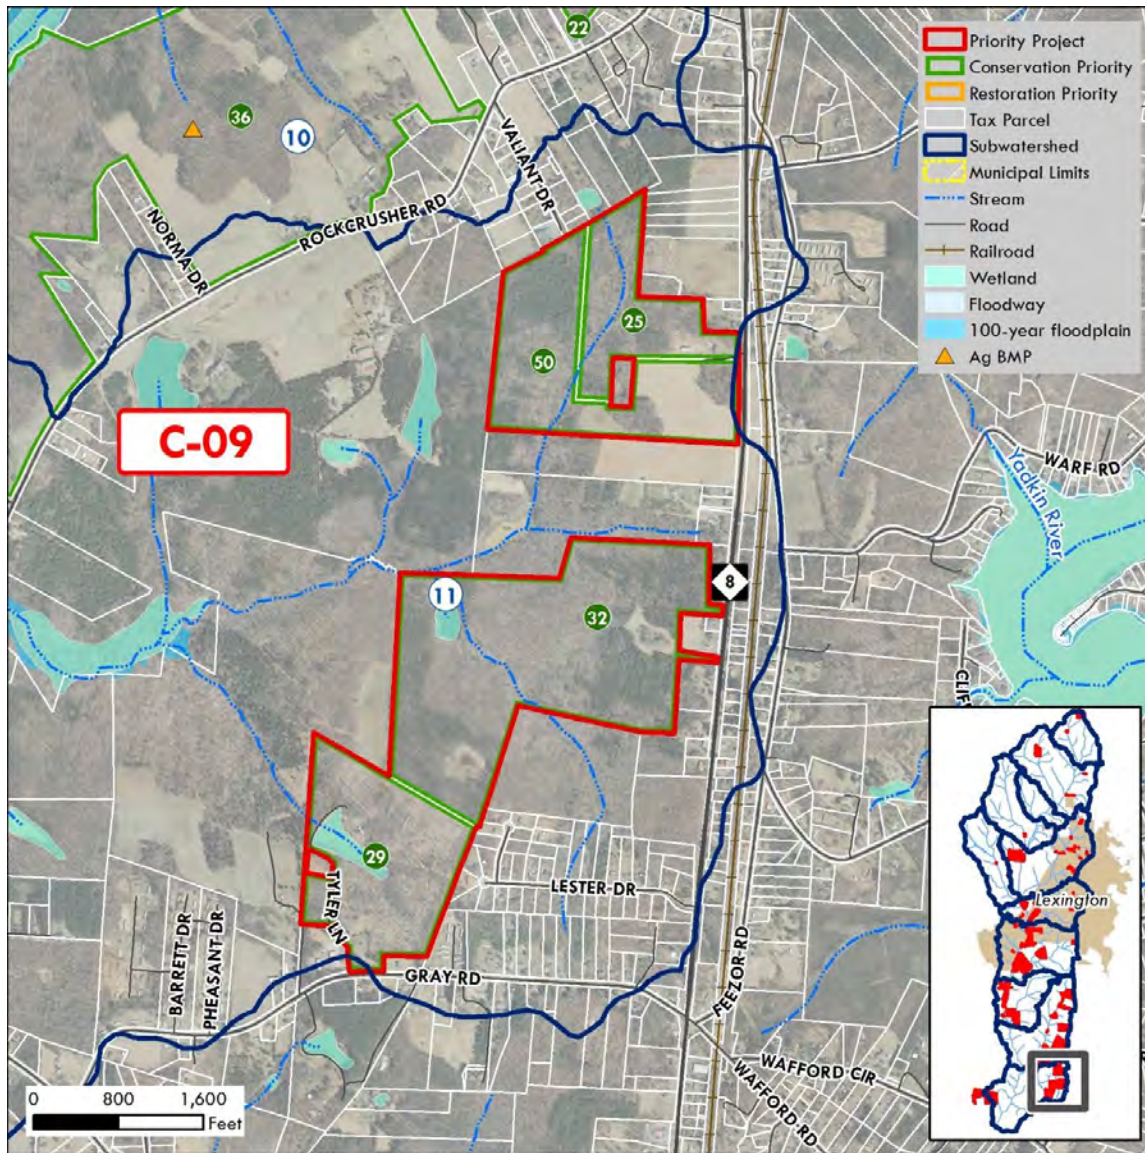 22
Priority Project
Conservation Priority
Restoration Priority
Tax Parcel
Subwatershed
Municipal Limits
Stream
Road
Railroad
Wetland
Floodway
100-year floodplain
Ag BMP
36
10
VALIANT DR
ROCKCRUSHER RD
NORMA DR
25
50
C-09
WARF RD
Yadkin River
8
11
32
29
TYLER LN
LESTER DR
BARRETT DR
PHEASANT DR
GRAY RD
FEEZOR RD
WAFFORD CIR
WAFFORD RD
CLIF
Lexington
0 800 1,600
Feet